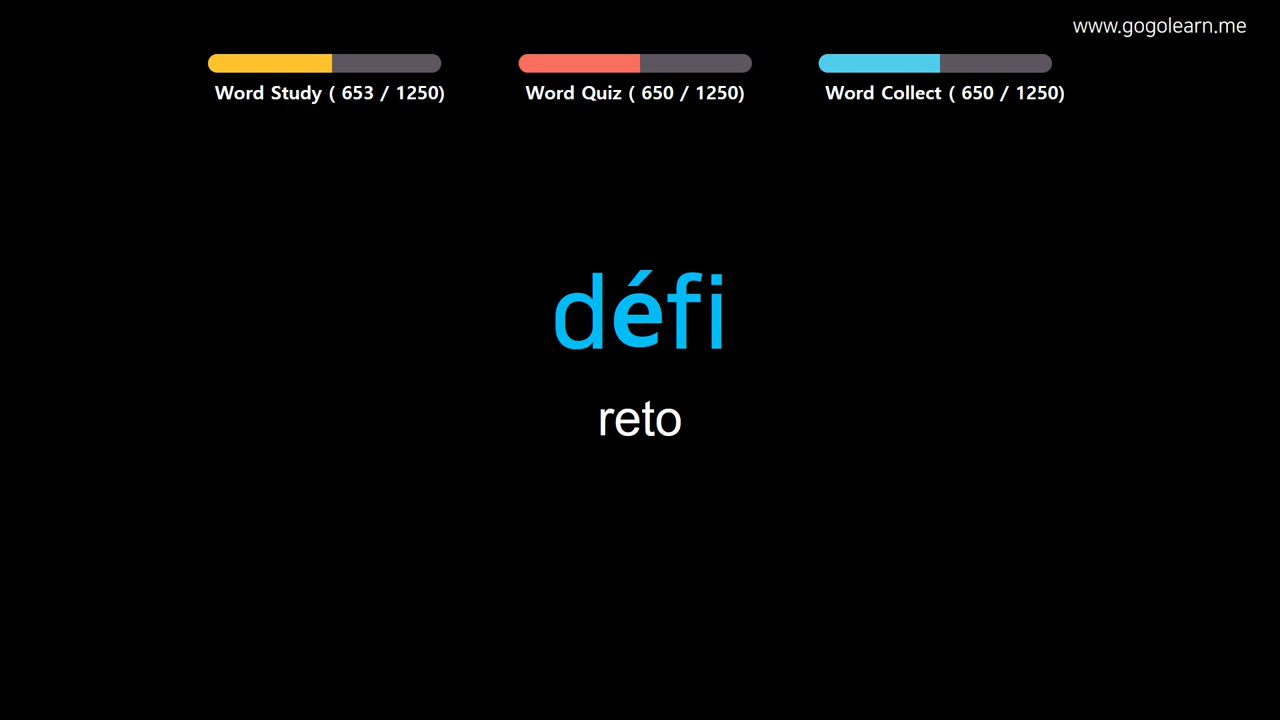 www.gogolearn.me
Word Study ( 653 / 1250)
Word Quiz ( 650 / 1250)
Word Collect ( 650 / 1250)
défi
reto